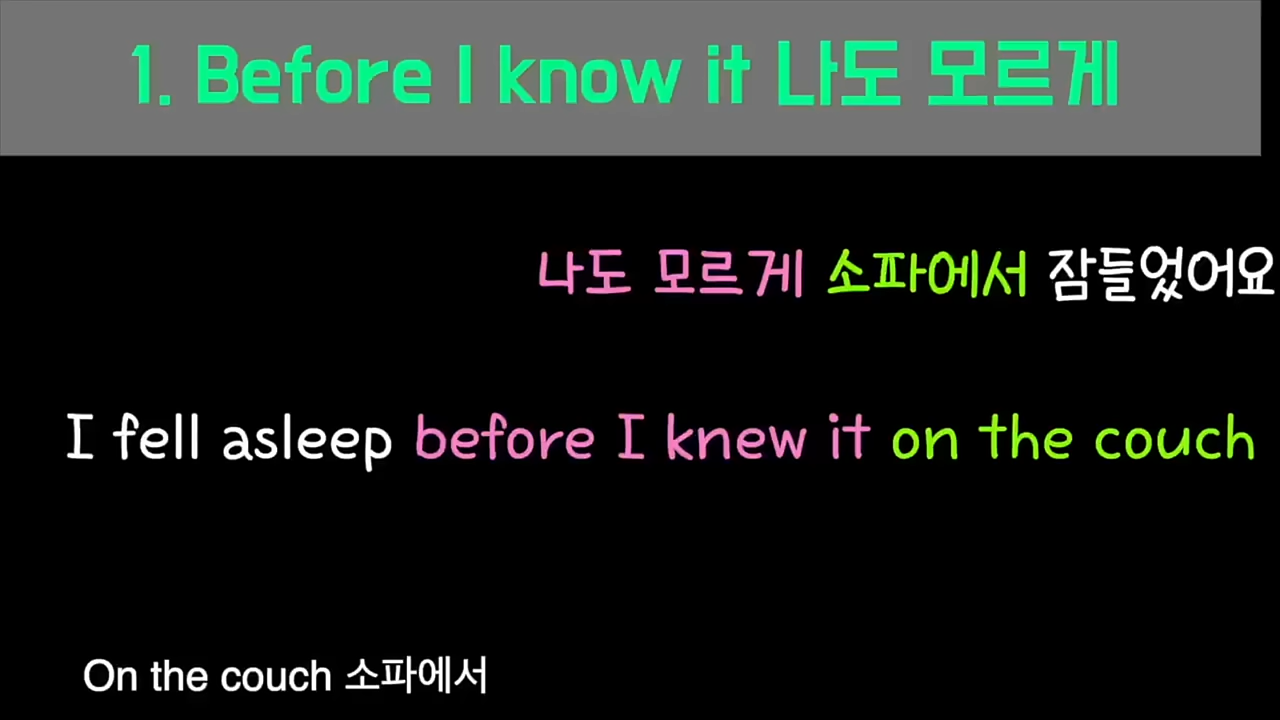 1. Before I know it 나도 모르게
나도 모르게 소파에서 잠들었어요
I fell asleep before I knew it on the couch
On the couch 소파에서